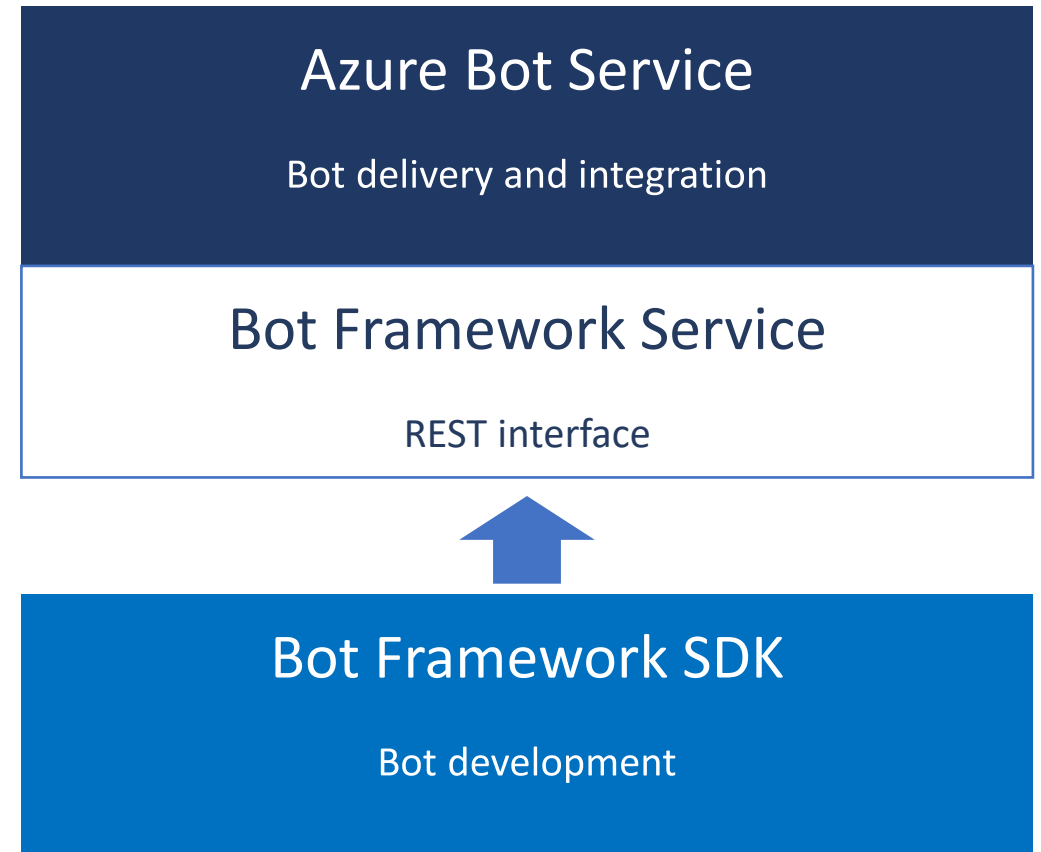 Azure Bot Service
Bot delivery and integration
Bot Framework Service
REST interface
Bot Framework SDK
Bot development